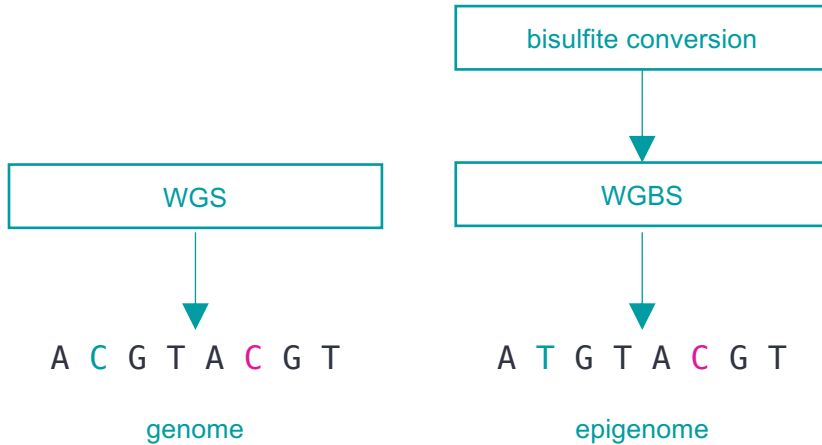 bisulfite conversion
WGS
WGBS
A C G T A C G T
A T G T A C G T
genome
epigenome